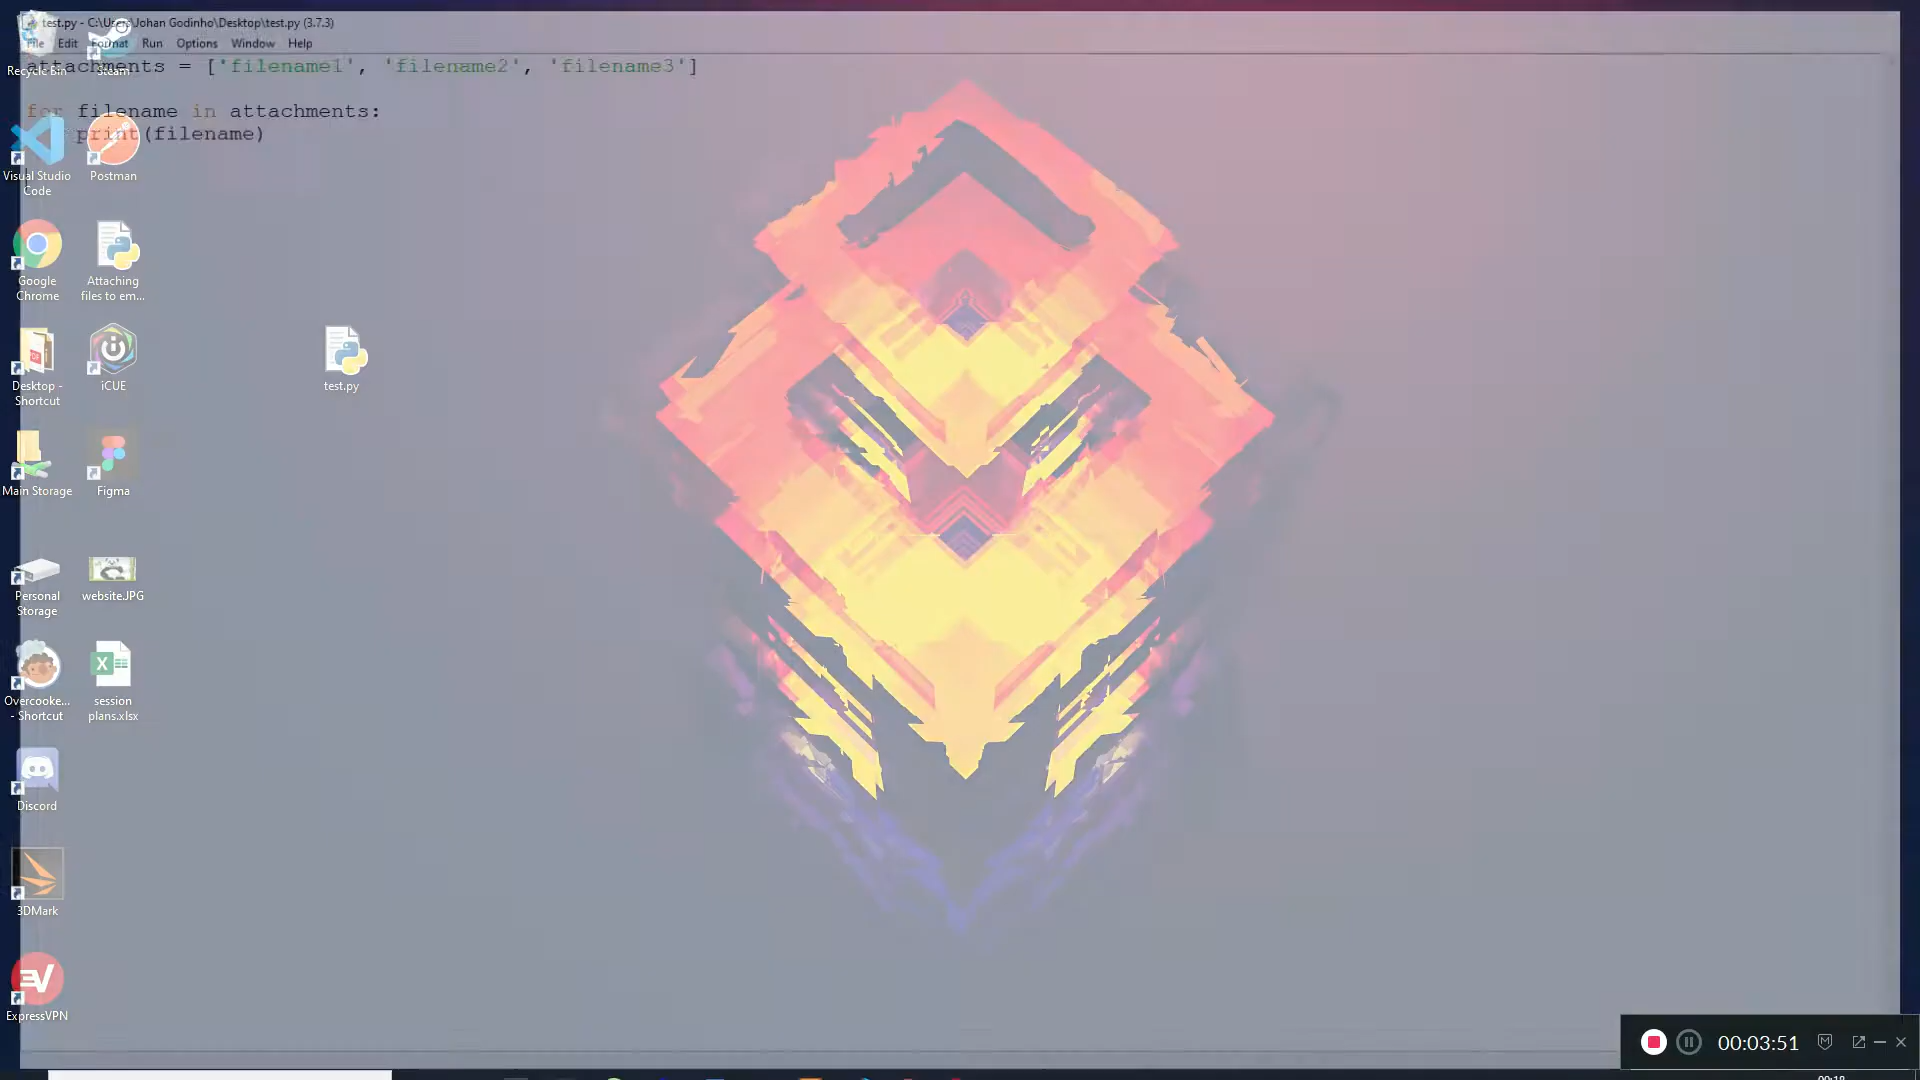 test.py - C:\Users\Johan Godinho\Desktop\test.py (3.7.3)
File Edit Format Run Options Window Help
attachments = ['filename1', 'filename2', 'filename3']
for filename in attachments:
print(filename)
Recycle Bin
Steam
Visual Studio
Code
Postman
Google
Chrome
Attaching
files to em...
Desktop -
Shortcut
iCUE
test.py
Main Storage
Figma
Personal
Storage
website.JPG
Overcooke...
- Shortcut
session
plans.xlsx
Discord
3DMark
ExpressVPN
00:03:51